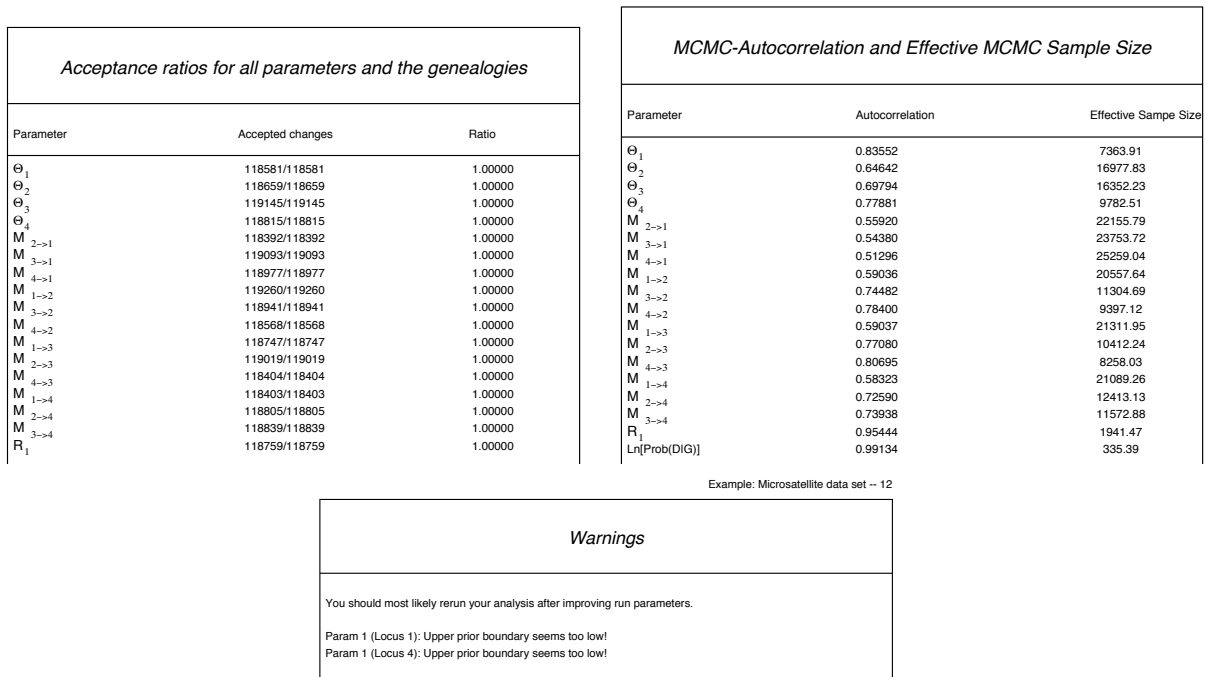 Acceptance ratios for all parameters and the genealogies
Parameter Accepted changes Ratio
Θ1 118581/118581 1.00000
Θ2 118659/118659 1.00000
Θ3 119145/119145 1.00000
Θ4 118815/118815 1.00000
M 2->1 118392/118392 1.00000
M 3->1 119093/119093 1.00000
M 4->1 118977/118977 1.00000
M 1->2 119260/119260 1.00000
M 3->2 118941/118941 1.00000
M 4->2 118568/118568 1.00000
M 1->3 118747/118747 1.00000
M 2->3 119019/119019 1.00000
M 4->3 118404/118404 1.00000
M 1->4 118403/118403 1.00000
M 2->4 118805/118805 1.00000
M 3->4 118839/118839 1.00000
R1 118759/118759 1.00000
MCMC-Autocorrelation and Effective MCMC Sample Size
Parameter Autocorrelation Effective Sampe Size
Θ1 0.83552 7363.91
Θ2 0.64642 16977.83
Θ3 0.69794 16352.23
Θ4 0.77881 9782.51
M 2->1 0.55920 22155.79
M 3->1 0.54380 23753.72
M 4->1 0.51296 25259.04
M 1->2 0.59036 20557.64
M 3->2 0.74482 11304.69
M 4->2 0.78400 9397.12
M 1->3 0.59037 21311.95
M 2->3 0.77080 10412.24
M 4->3 0.80695 8258.03
M 1->4 0.58323 21089.26
M 2->4 0.72590 12413.13
M 3->4 0.73938 11572.88
R1 0.95444 1941.47
Ln[Prob(D|G)] 0.99134 335.39
Example: Microsatellite data set -- 12
Warnings
You should most likely rerun your analysis after improving run parameters.
Param 1 (Locus 1): Upper prior boundary seems too low!
Param 1 (Locus 4): Upper prior boundary seems too low!